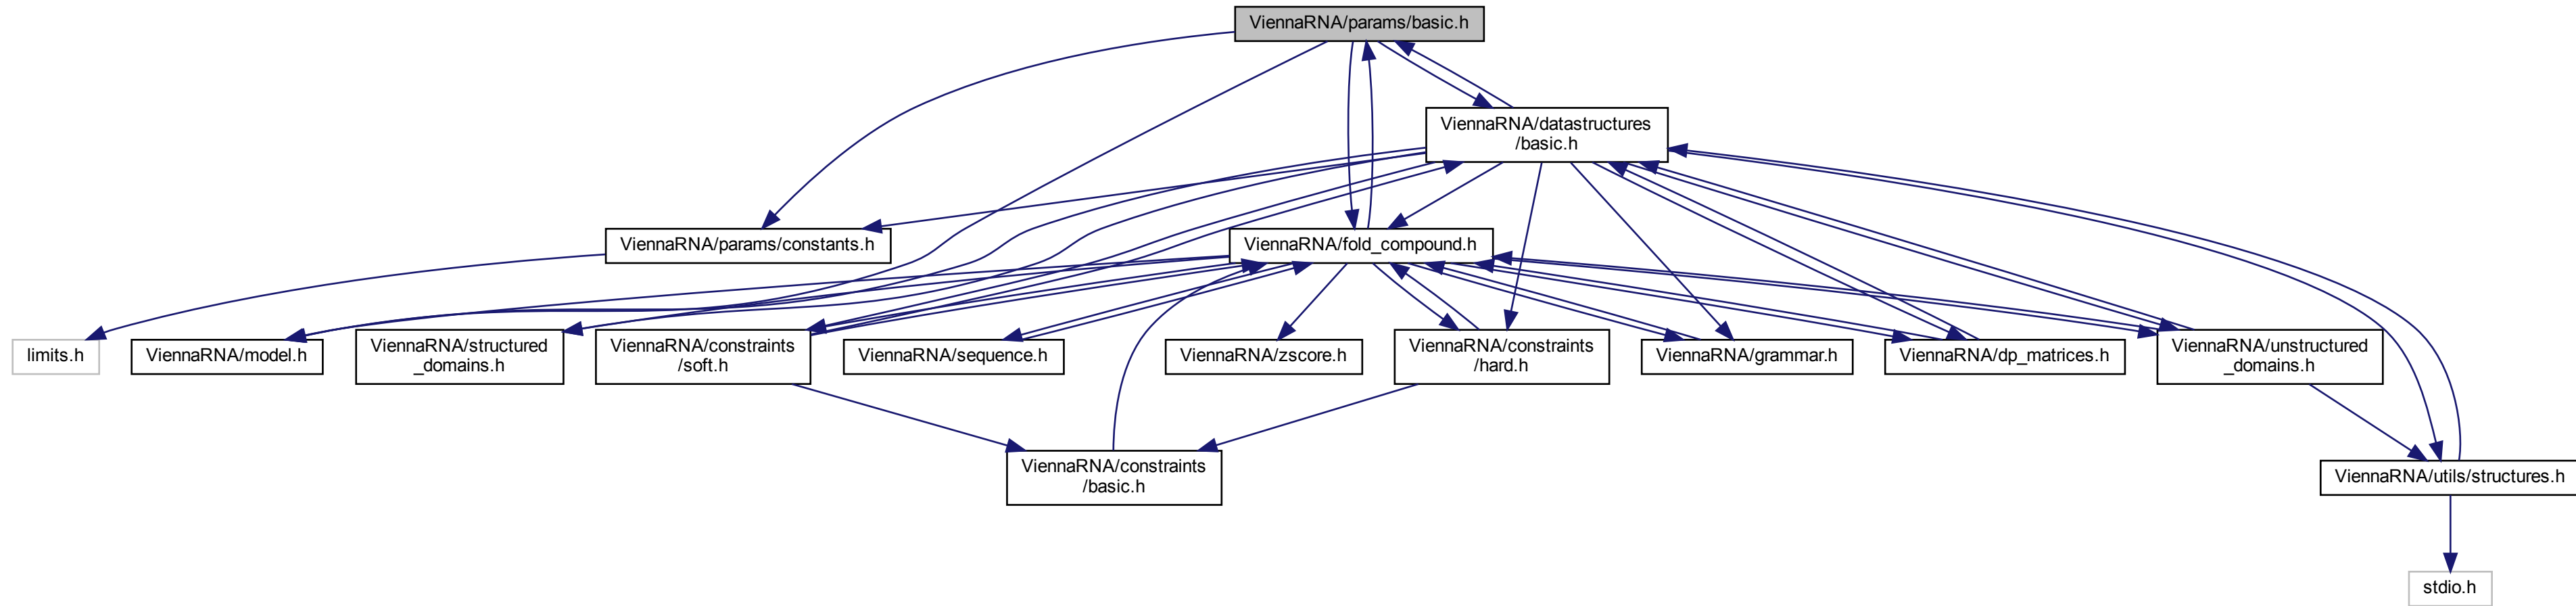 ViennaRNA/params/basic.h
ViennaRNA/datastructures
/basic.h
ViennaRNA/params/constants.h
ViennaRNA/fold_compound.h
limits.h
ViennaRNA/model.h
ViennaRNA/structured
_domains.h
ViennaRNA/constraints
/soft.h
ViennaRNA/sequence.h
ViennaRNA/zscore.h
ViennaRNA/constraints
/hard.h
ViennaRNA/grammar.h
ViennaRNA/dp_matrices.h
ViennaRNA/unstructured
_domains.h
ViennaRNA/constraints
/basic.h
ViennaRNA/utils/structures.h
stdio.h